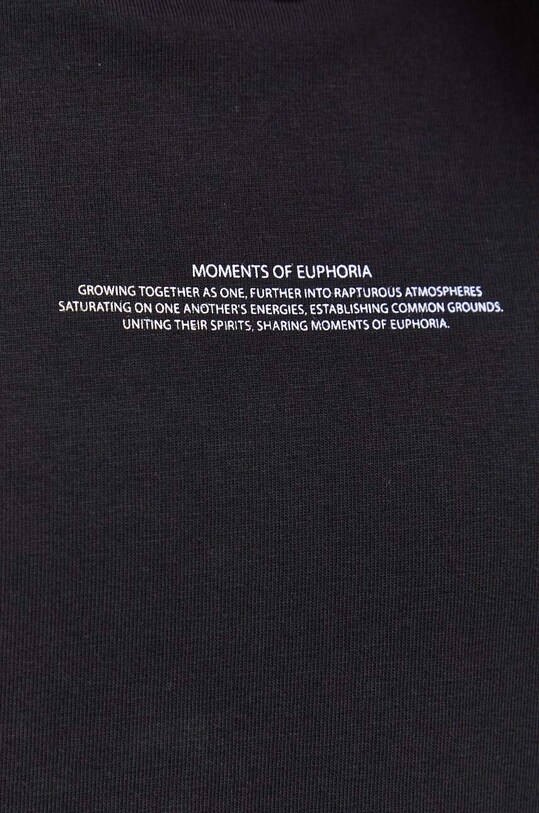 MOMENTS OF EUPHORIA
GROWING TOGETHER AS ONE, FURTHER INTO RAPTUROUS ATMOSPHERES
SATURATING ON ONE ANOTHER'S ENERGIES, ESTABLISHING COMMON GROUNDS.
UNITING THEIR SPIRITS, SHARING MOMENTS OF EUPHORIA.